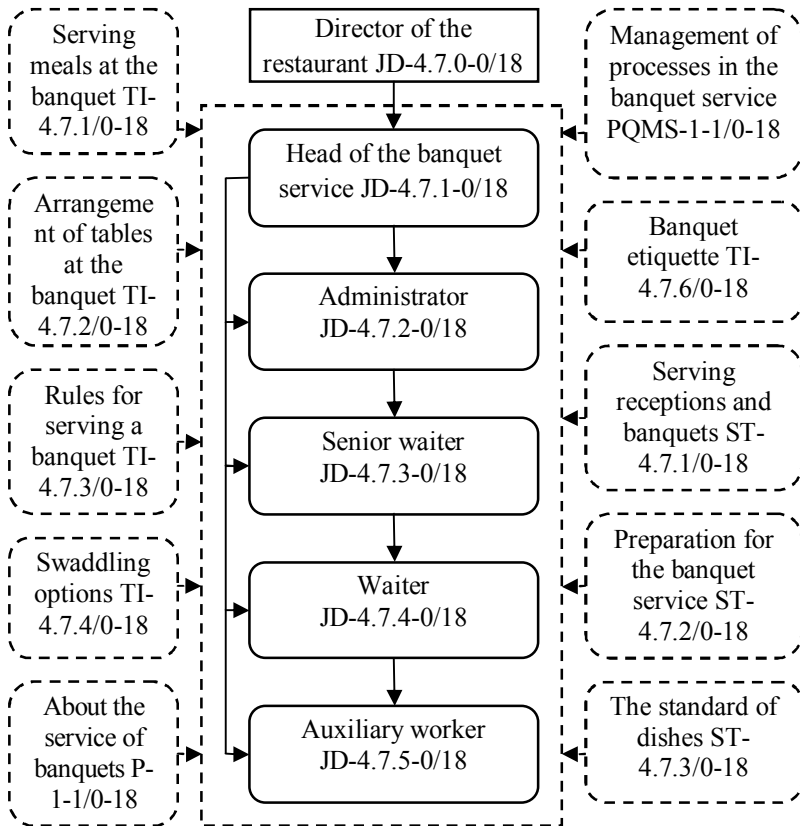 Serving
meals at the
banquet TI-
4.7.1/0-18
Arrangeme
nt of tables
at the
banquet TI-
4.7.2/0-18
Rules for
serving a
banquet TI-
4.7.3/0-18
Swaddling
options TI-
4.7.4/0-18
About the
service of
banquets P-
1-1/0-18
Director of the
restaurant JD-4.7.0-0/18
Head of the banquet
service JD-4.7.1-0/18
Administrator
JD-4.7.2-0/18
Senior waiter
JD-4.7.3-0/18
Waiter
JD-4.7.4-0/18
Auxiliary worker
JD-4.7.5-0/18
Management of
processes in the
banquet service
PQMS-1-1/0-18
Banquet
etiquette TI-
4.7.6/0-18
Serving
receptions and
banquets ST-
4.7.1/0-18
Preparation for
the banquet
service ST-
4.7.2/0-18
The standard of
dishes ST-
4.7.3/0-18